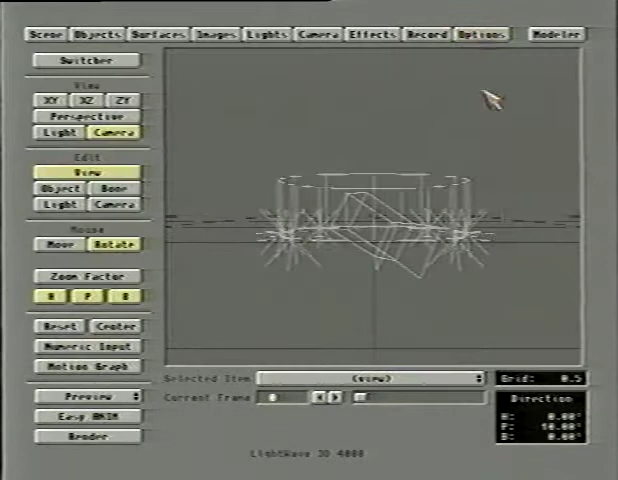 Scene Objects Surfaces Images Lights Camera Effects Record Options Modeler
Switcher
View
XY XZ ZY
Perspective
Light Camera
Edit
View
Object Bone
Light Camera
Mouse
Move Rotate
Zoom Factor
H P B
Reset Center
Numeric Input
Motion Graph
Selected Item (view) Grid: 0.5
Preview
Current Frame 0
Direction
Easy ANIM
H: 0.00°
P: 10.00°
B: 0.00°
Render
LightWave 3D 4000